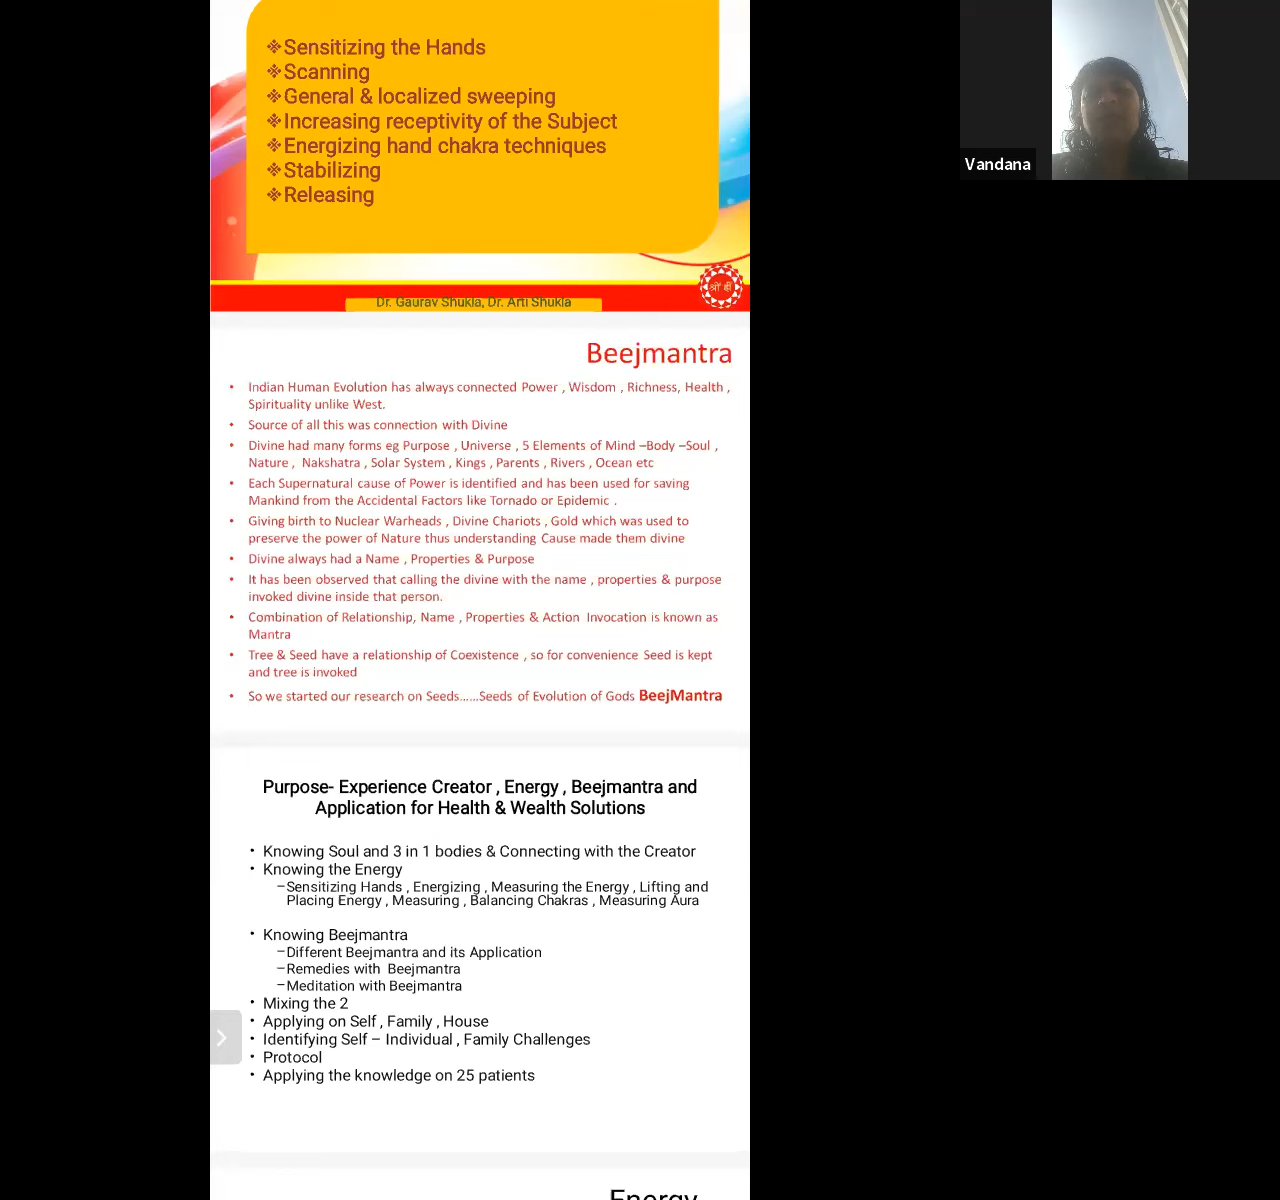 ❖Sensitizing the Hands
❖Scanning
❖General & localized sweeping
❖Increasing receptivity of the Subject
❖Energizing hand chakra techniques
❖Stabilizing
❖Releasing
Dr. Gaurav Shukla, Dr. Arti Shukla
Beejmantra
• Indian Human Evolution has always connected Power , Wisdom , Richness, Health ,
Spirituality unlike West.
• Source of all this was connection with Divine
• Divine had many forms eg Purpose , Universe , 5 Elements of Mind –Body –Soul ,
Nature , Nakshatra , Solar System , Kings , Parents , Rivers , Ocean etc
• Each Supernatural cause of Power is identified and has been used for saving
Mankind from the Accidental Factors like Tornado or Epidemic .
• Giving birth to Nuclear Warheads , Divine Chariots , Gold which was used to
preserve the power of Nature thus understanding Cause made them divine
• Divine always had a Name , Properties & Purpose
• It has been observed that calling the divine with the name , properties & purpose
invoked divine inside that person.
• Combination of Relationship, Name , Properties & Action Invocation is known as
Mantra
• Tree & Seed have a relationship of Coexistence , so for convenience Seed is kept
and tree is invoked
• So we started our research on Seeds......Seeds of Evolution of Gods BeejMantra
Purpose- Experience Creator , Energy , Beejmantra and
Application for Health & Wealth Solutions
• Knowing Soul and 3 in 1 bodies & Connecting with the Creator
• Knowing the Energy
–Sensitizing Hands , Energizing , Measuring the Energy , Lifting and
Placing Energy , Measuring , Balancing Chakras , Measuring Aura
• Knowing Beejmantra
–Different Beejmantra and its Application
–Remedies with Beejmantra
–Meditation with Beejmantra
• Mixing the 2
• Applying on Self , Family , House
• Identifying Self – Individual , Family Challenges
• Protocol
• Applying the knowledge on 25 patients
Energy
Vandana